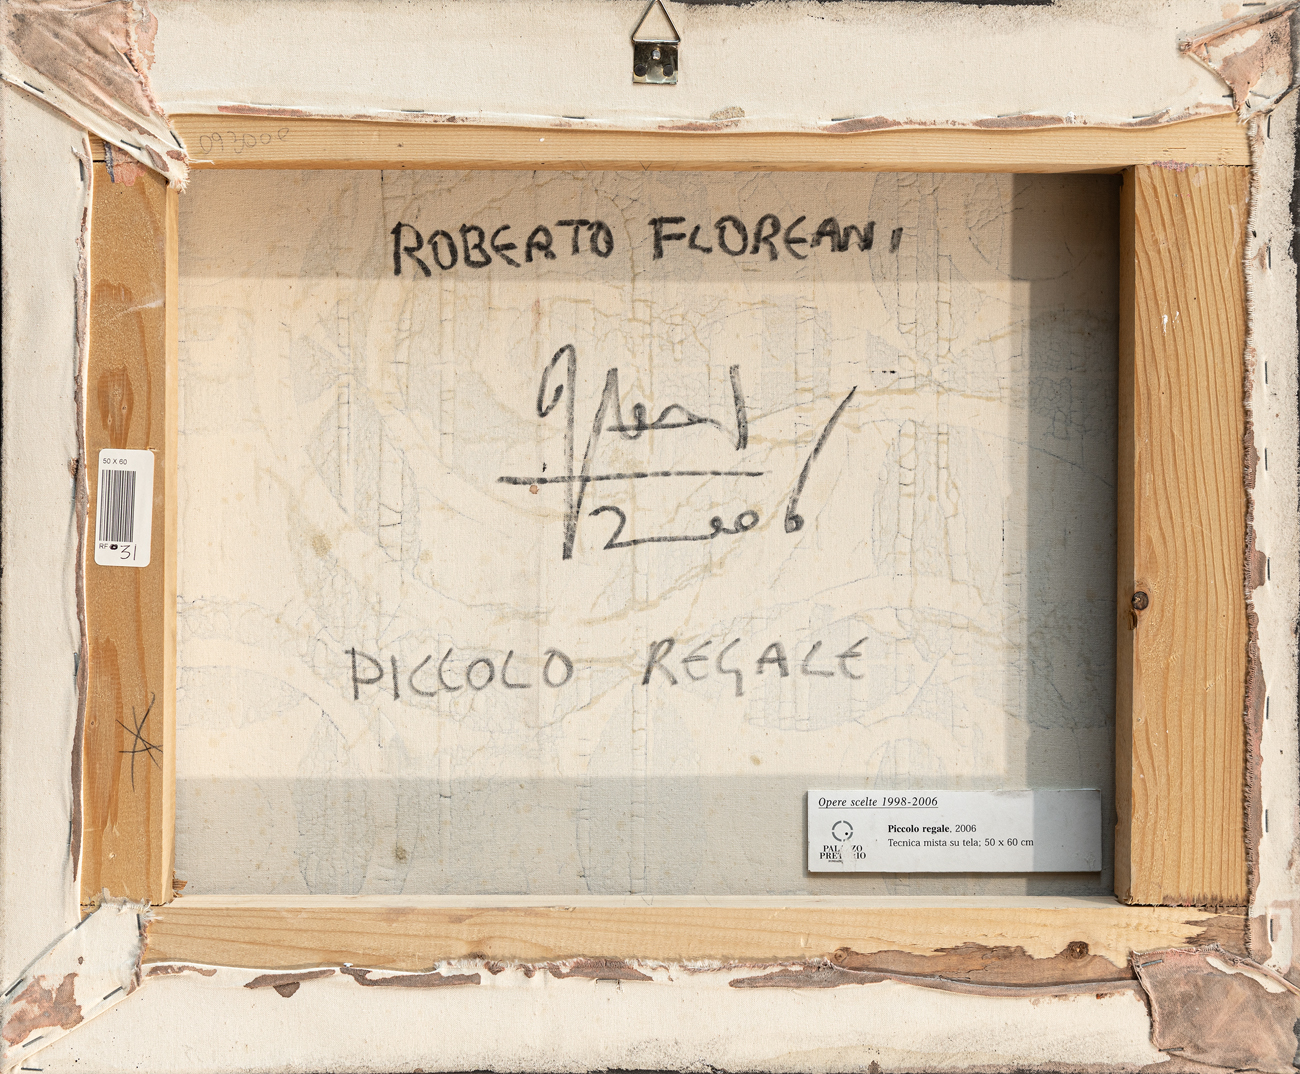 093000
ROBERTO FLOREANI
2006
50 X 60
RF 31
PICCOLO REGALE
Opere scelte 1998-2006
Piccolo regale, 2006
Tecnica mista su tela; 50 x 60 cm